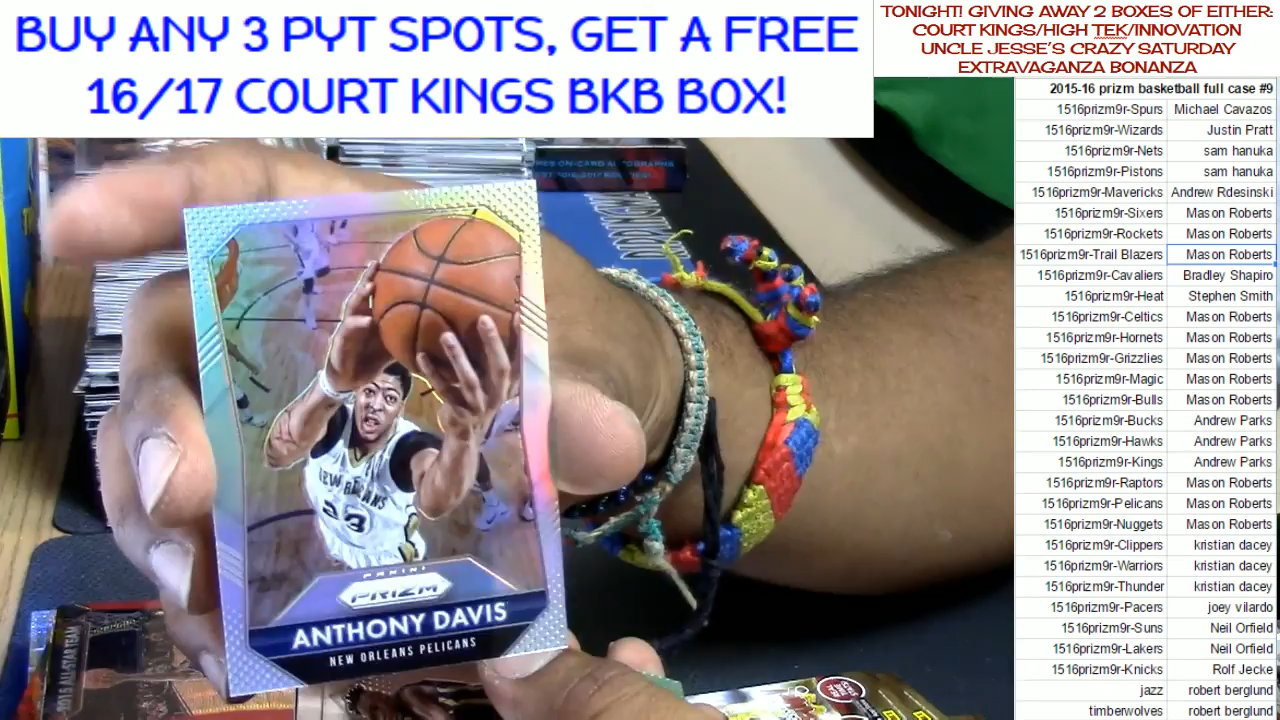 BUY ANY 3 PYT SPOTS, GET A FREE
16/17 COURT KINGS BKB BOX!
TONIGHT! GIVING AWAY 2 BOXES OF EITHER:
COURT KINGS/HIGH TEK/INNOVATION
UNCLE JESSE'S CRAZY SATURDAY
EXTRAVAGANZA BONANZA
2015-16 prizm basketball full case #9
1516prizm9r-Spurs Michael Cavazos
1516prizm9r-Wizards Justin Pratt
1516prizm9r-Nets sam hanuka
1516prizm9r-Pistons sam hanuka
1516prizm9r-Mavericks Andrew Rdesinski
1516prizm9r-Sixers Mason Roberts
1516prizm9r-Rockets Mason Roberts
1516prizm9r-Trail Blazers Mason Roberts
1516prizm9r-Cavaliers Bradley Shapiro
1516prizm9r-Heat Stephen Smith
1516prizm9r-Celtics Mason Roberts
1516prizm9r-Hornets Mason Roberts
1516prizm9r-Grizzlies Mason Roberts
1516prizm9r-Magic Mason Roberts
1516prizm9r-Bulls Mason Roberts
1516prizm9r-Bucks Andrew Parks
1516prizm9r-Hawks Andrew Parks
1516prizm9r-Kings Andrew Parks
1516prizm9r-Raptors Mason Roberts
1516prizm9r-Pelicans Mason Roberts
1516prizm9r-Nuggets Mason Roberts
1516prizm9r-Clippers kristian dacey
1516prizm9r-Warriors kristian dacey
1516prizm9r-Thunder kristian dacey
1516prizm9r-Pacers joey vilardo
1516prizm9r-Suns Neil Orfield
1516prizm9r-Lakers Neil Orfield
1516prizm9r-Knicks Rolf Jecke
jazz robert berglund
timberwolves robert berglund
23
PANINI
PRIZM
ANTHONY DAVIS
NEW ORLEANS PELICANS
2015 ALL-STAR TEAM